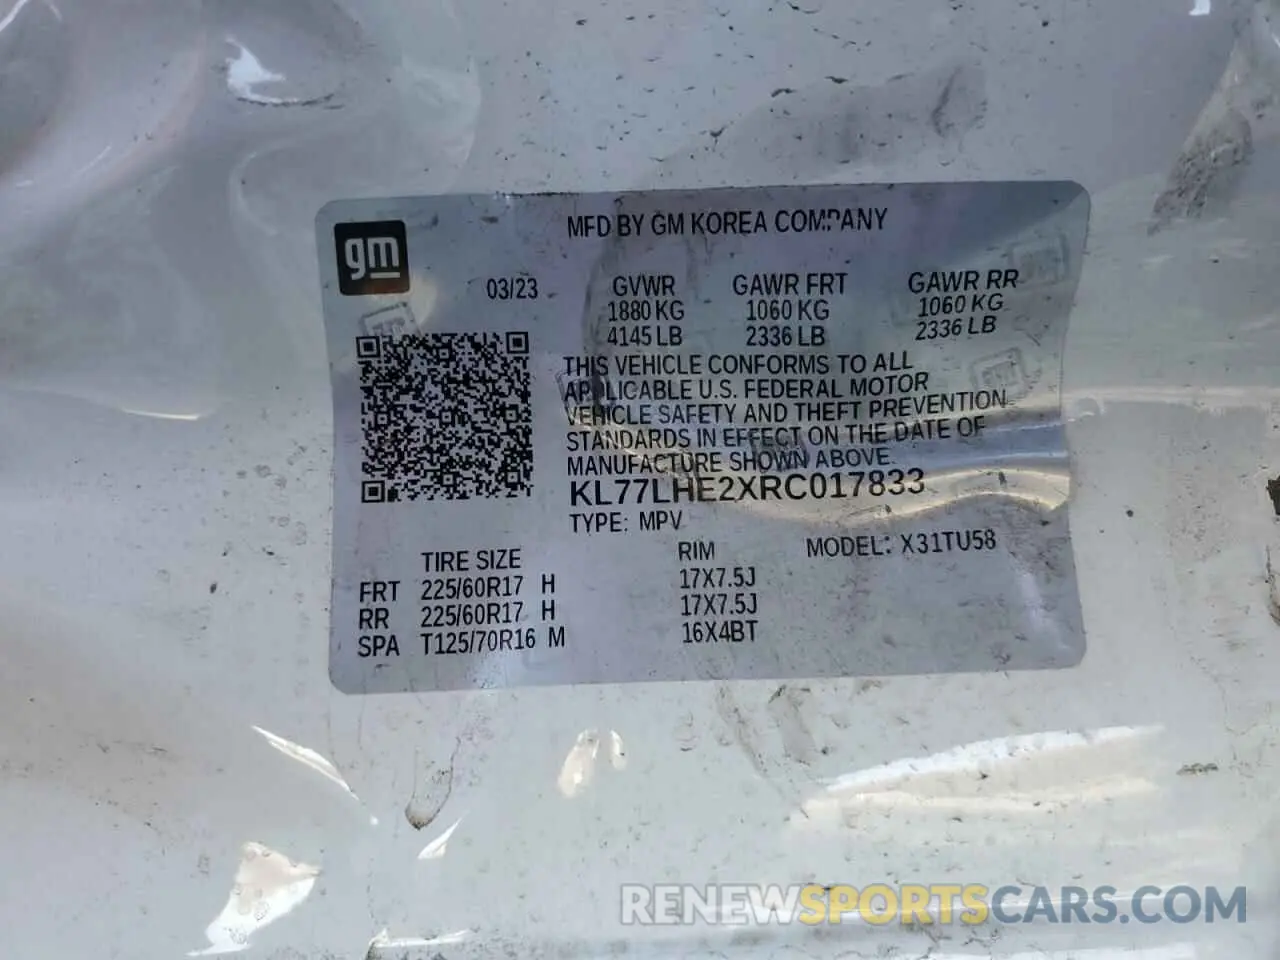 gm
MFD BY GM KOREA COMPANY
03/23
GVWR GAWR FRT GAWR RR
1880 KG 1060 KG 1060 KG
4145 LB 2336 LB 2336 LB
THIS VEHICLE CONFORMS TO ALL
APPLICABLE U.S. FEDERAL MOTOR
VEHICLE SAFETY AND THEFT PREVENTION
STANDARDS IN EFFECT ON THE DATE OF
MANUFACTURE SHOWN ABOVE.
KL77LHE2XRC017833
TYPE: MPV
TIRE SIZE RIM MODEL: X31TU58
FRT 225/60R17 H 17X7.5J
RR 225/60R17 H 17X7.5J
SPA T125/70R16 M 16X4BT
RENEWSPORTSCARS.COM